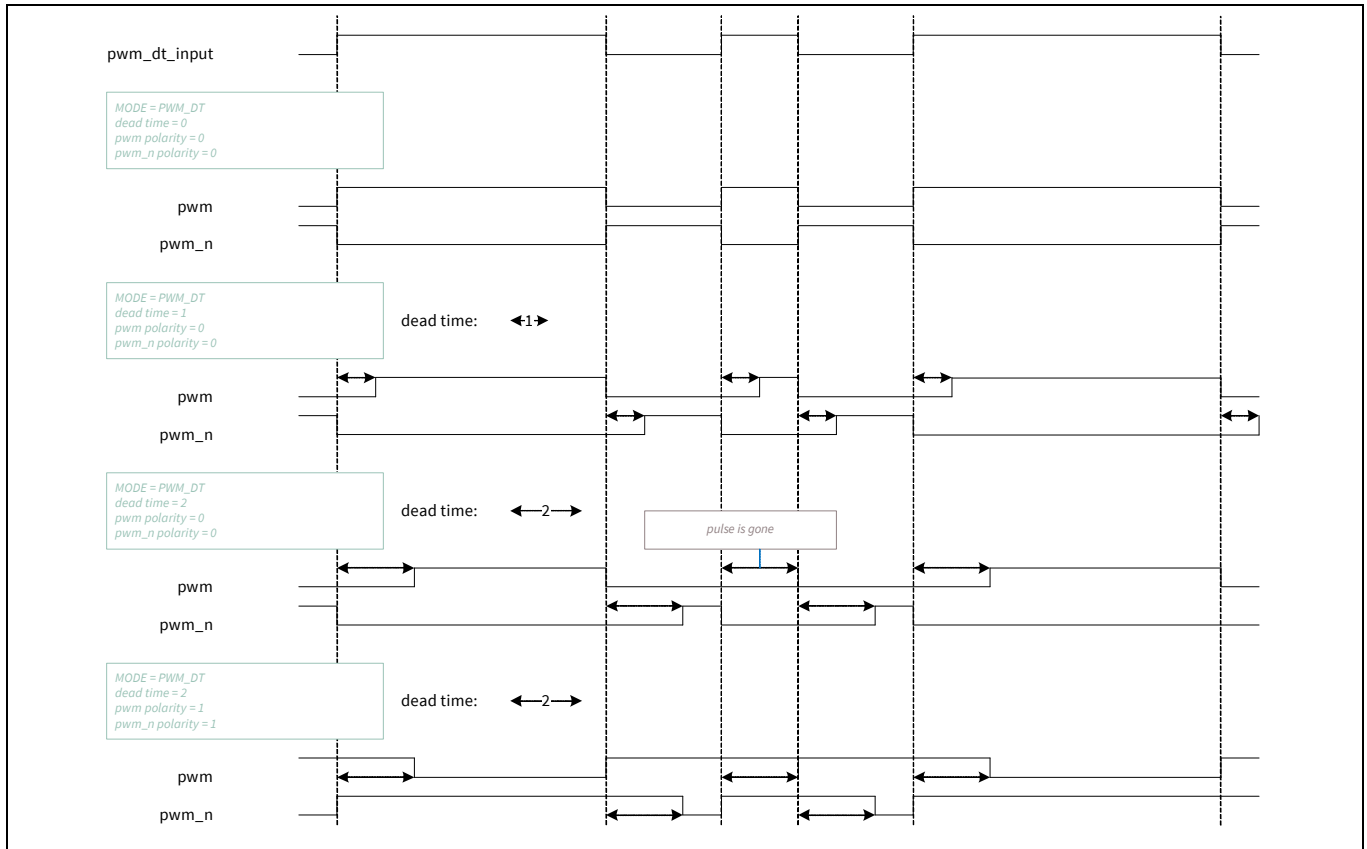 pwm_dt_input
MODE = PWM_DT
dead time = 0
pwm polarity = 0
pwm_n polarity = 0
pwm
pwm_n
MODE = PWM_DT
dead time = 1
pwm polarity = 0
pwm_n polarity = 0
dead time:
1
pwm
pwm_n
MODE = PWM_DT
dead time = 2
pwm polarity = 0
pwm_n polarity = 0
dead time:
2
pulse is gone
pwm
pwm_n
MODE = PWM_DT
dead time = 2
pwm polarity = 1
pwm_n polarity = 1
dead time:
2
pwm
pwm_n